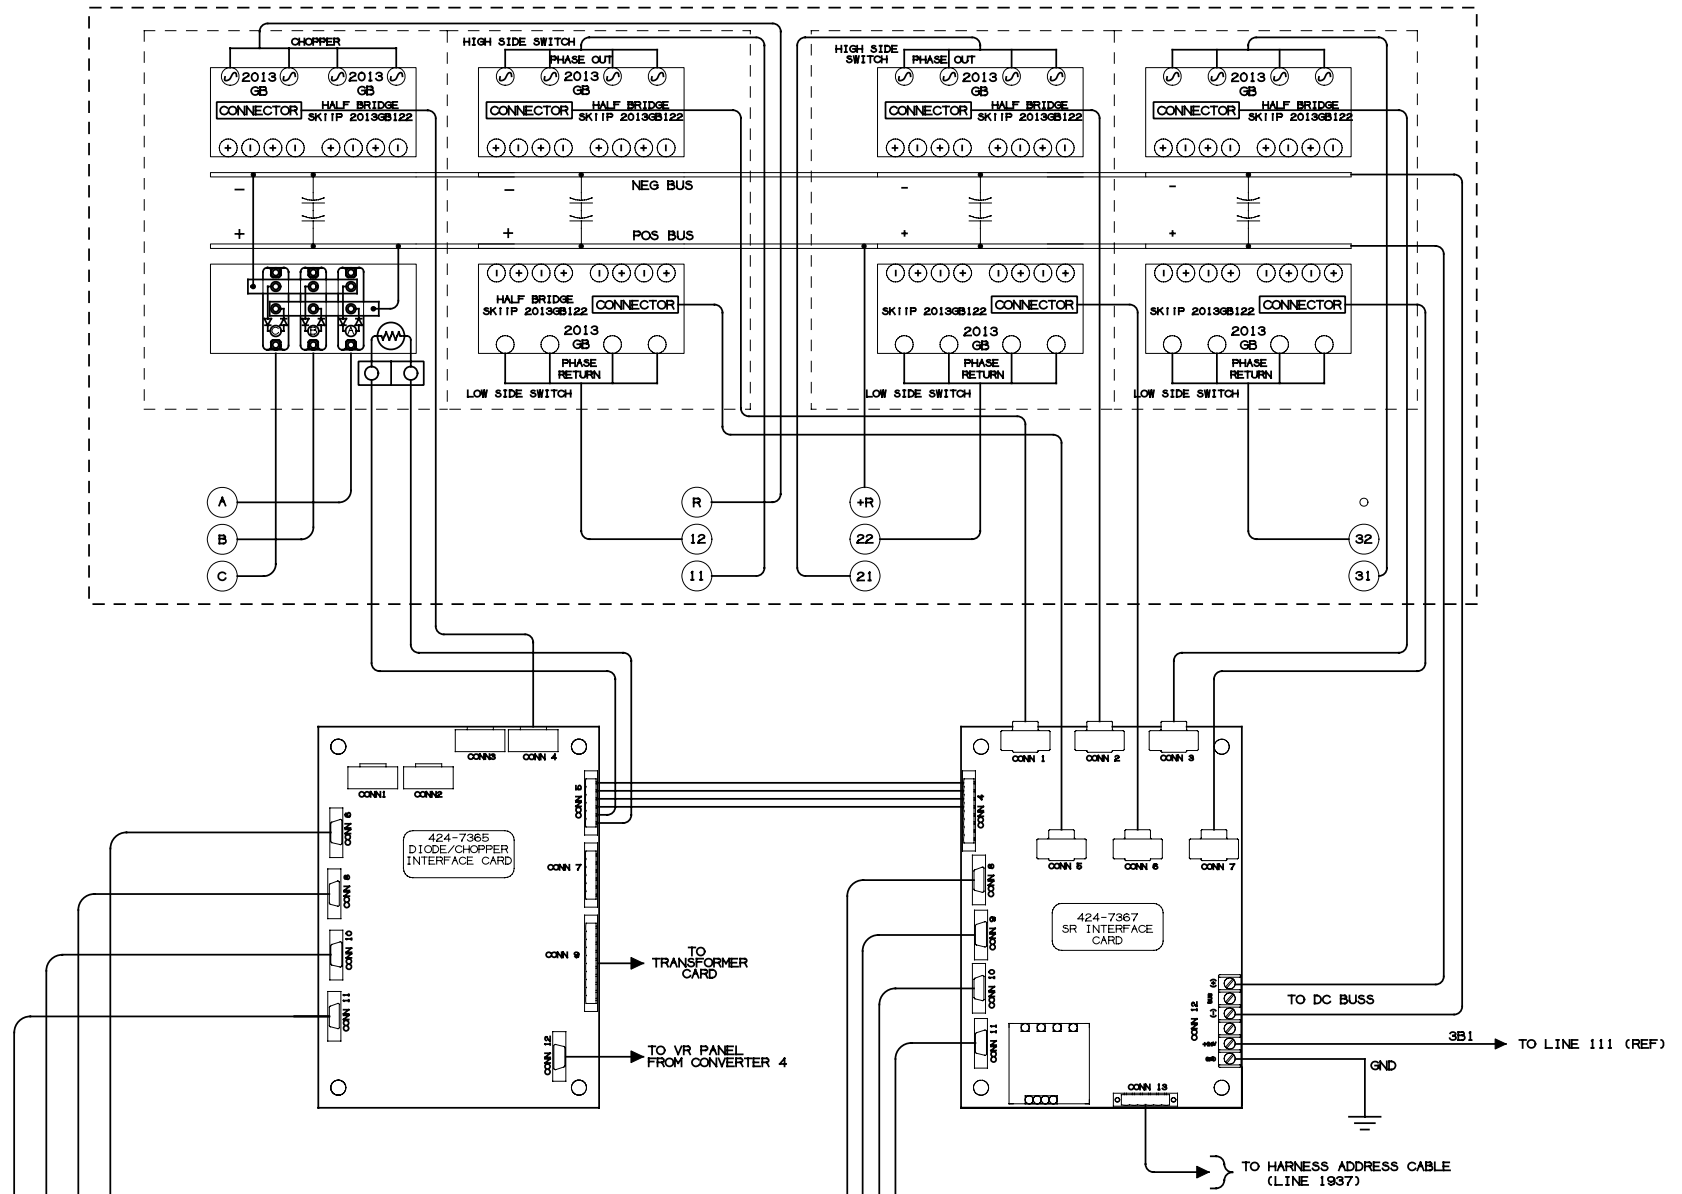 CHOPPER
2013
GB
2013
GB
CONNECTOR
HALF BRIDGE
SKIIP 2013GB122
HIGH SIDE SWITCH
PHASE OUT
2013
GB
CONNECTOR
HALF BRIDGE
SKIIP 2013GB122
HIGH SIDE
SWITCH
PHASE OUT
2013
GB
CONNECTOR
HALF BRIDGE
SKIIP 2013GB122
2013
GB
CONNECTOR
HALF BRIDGE
SKIIP 2013GB122
NEG BUS
POS BUS
C
B
A
HALF BRIDGE
SKIIP 2013GB122
CONNECTOR
2013
GB
PHASE
RETURN
LOW SIDE SWITCH
SKIIP 2013GB122
CONNECTOR
2013
GB
PHASE
RETURN
LOW SIDE SWITCH
SKIIP 2013GB122
CONNECTOR
2013
GB
PHASE
RETURN
LOW SIDE SWITCH
A
B
C
R
12
11
+R
22
21
32
31
CONN3
CONN 4
CONN1
CONN2
CONN 5
CONN 6
424-7365
DIODE/CHOPPER
INTERFACE CARD
CONN 7
CONN 8
CONN 10
CONN 9
TO
TRANSFORMER
CARD
CONN 11
CONN 12
TO VR PANEL
FROM CONVERTER 4
CONN 1
CONN 2
CONN 3
CONN 4
CONN 5
CONN 6
CONN 7
CONN 8
CONN 9
424-7367
SR INTERFACE
CARD
CONN 10
CONN 11
CONN 12
(+)
BUS
(-)
TO DC BUSS
3B1
TO LINE 111 (REF)
GND
CONN 13
TO HARNESS ADDRESS CABLE
(LINE 1937)